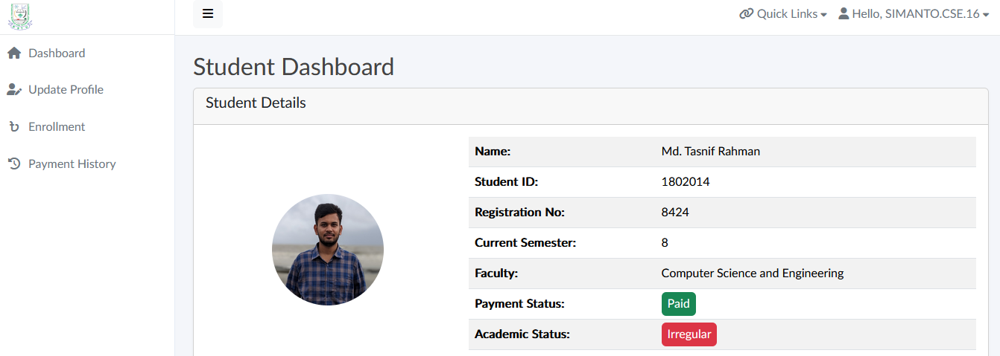 Quick Links
Hello, SIMANTO.CSE.16
Dashboard
Update Profile
Enrollment
Payment History
Student Dashboard
Student Details
Name: Md. Tasnif Rahman
Student ID: 1802014
Registration No: 8424
Current Semester: 8
Faculty: Computer Science and Engineering
Payment Status: Paid
Academic Status: Irregular